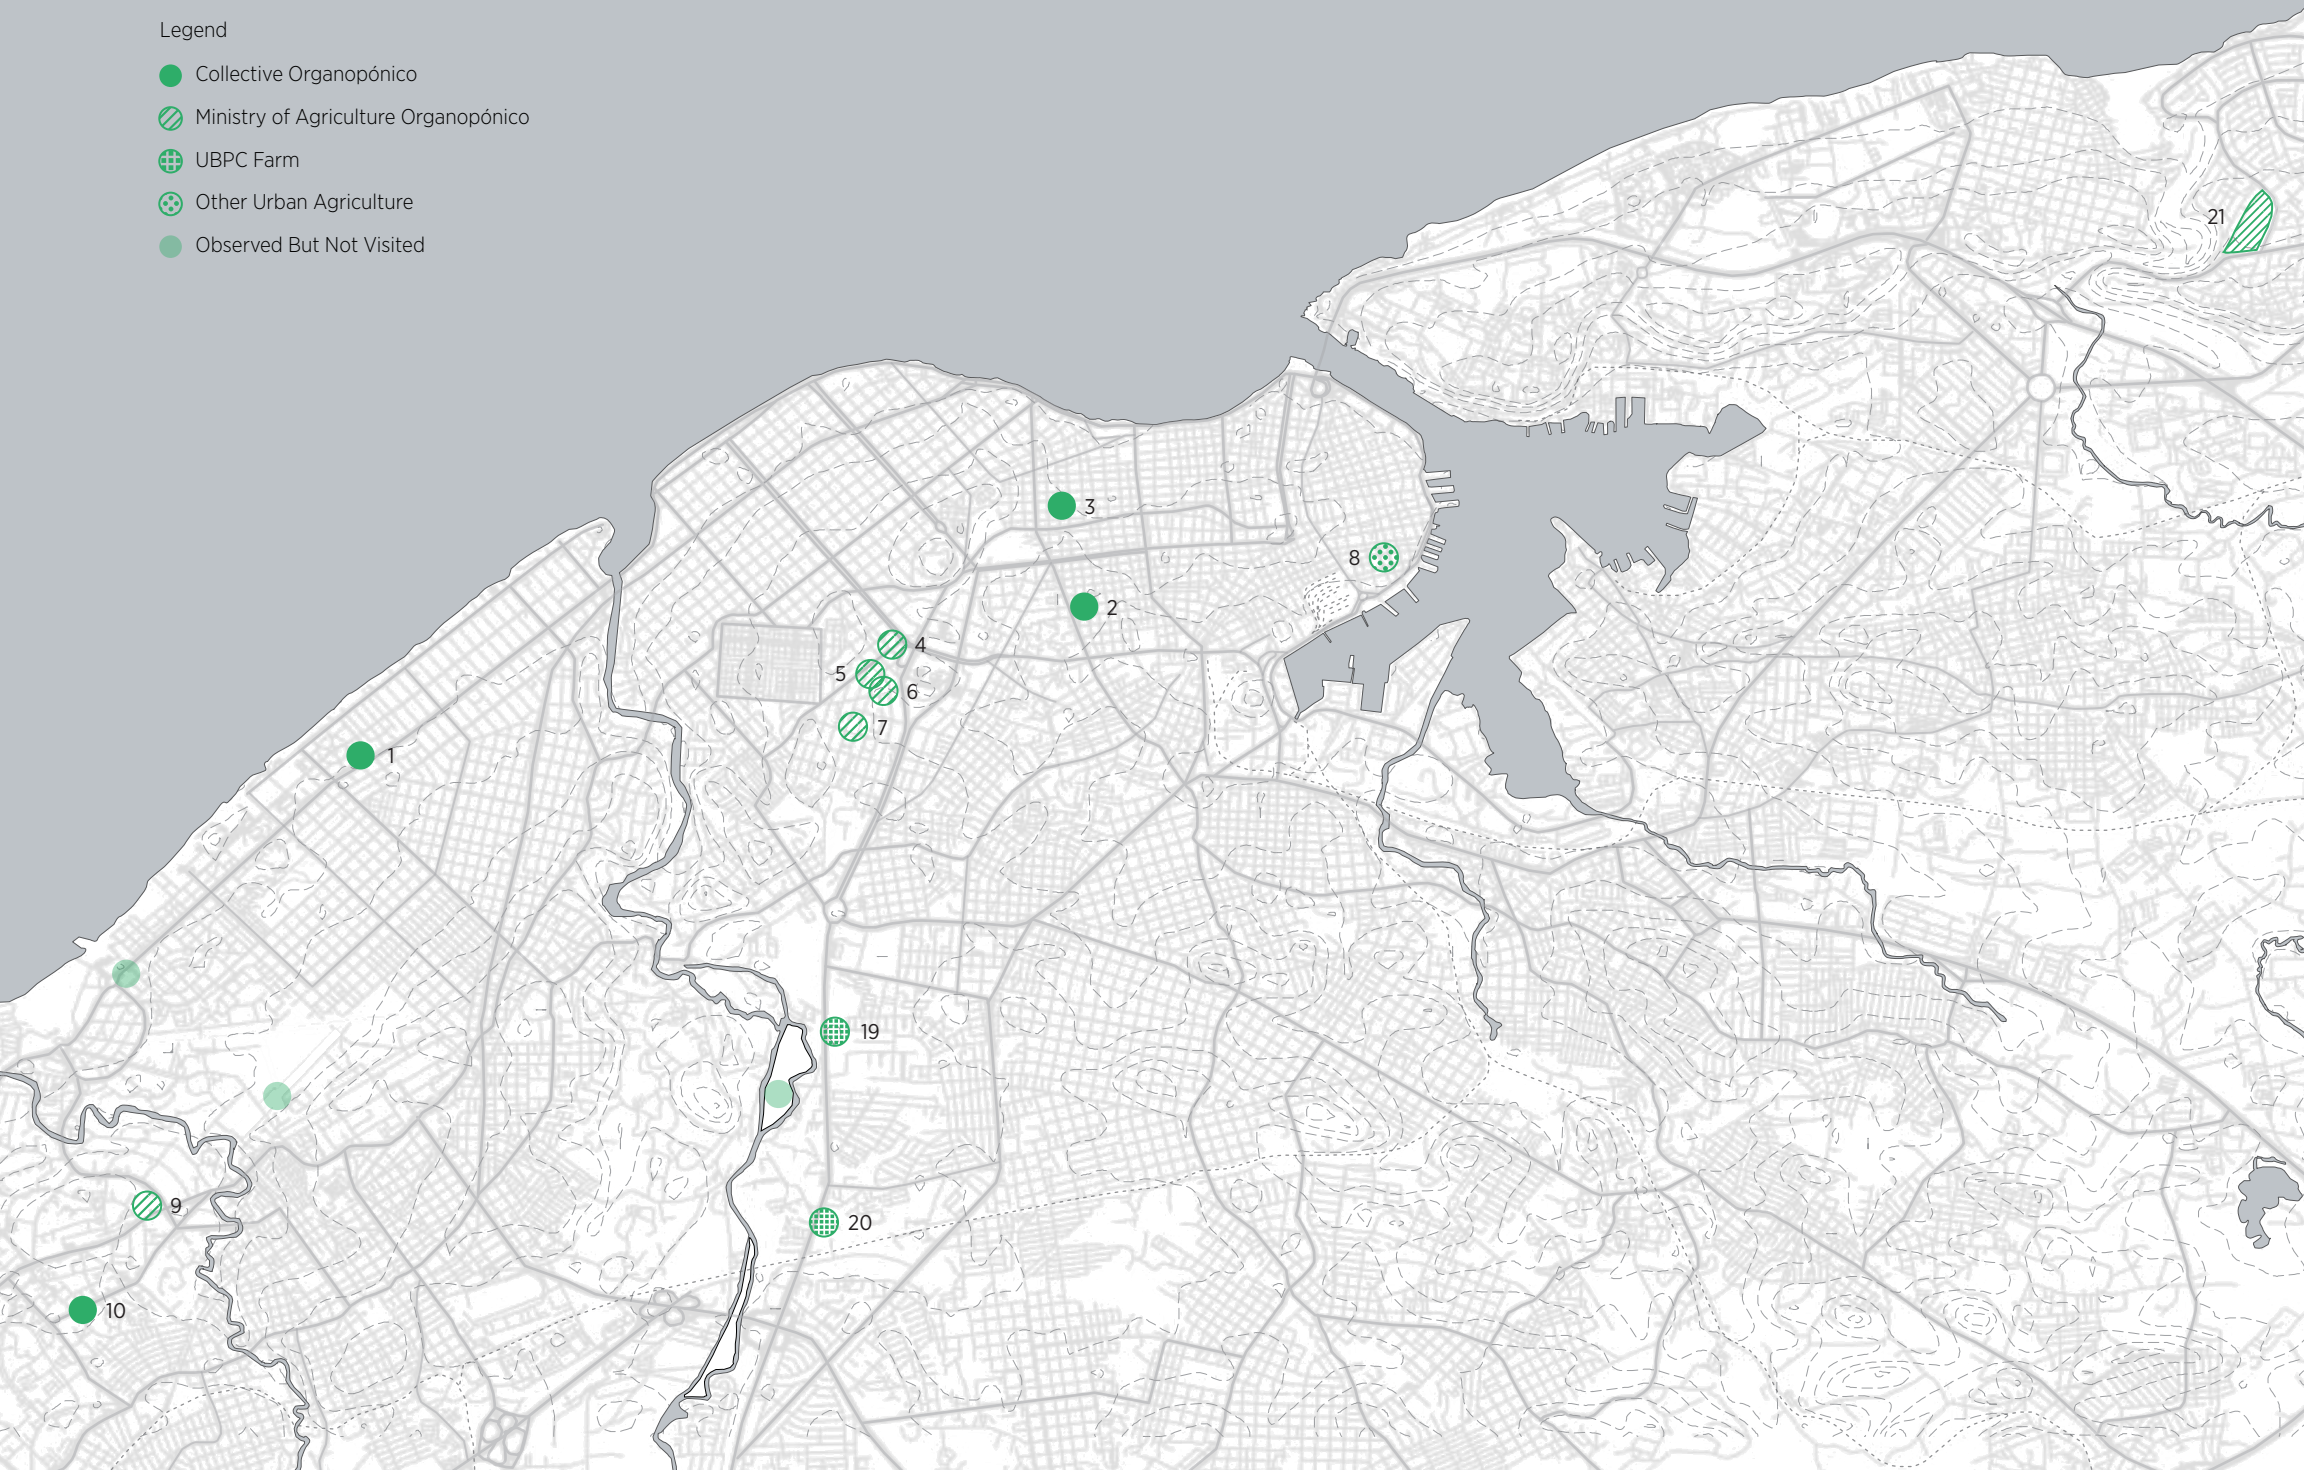 Legend
Collective Organopónico
Ministry of Agriculture Organopónico
UBPC Farm
Other Urban Agriculture
Observed But Not Visited
21
3
8
2
4
5
6
7
1
19
9
20
10